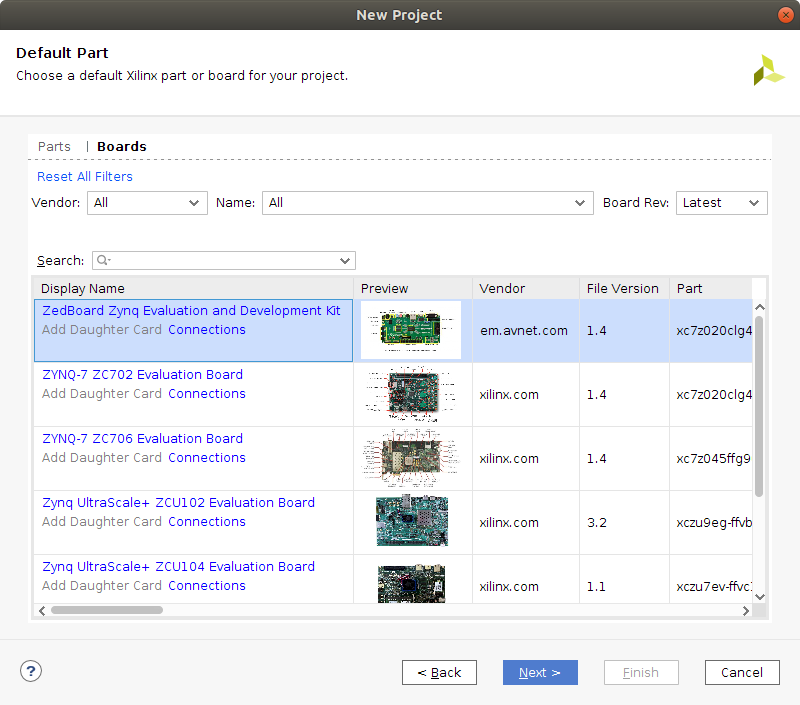 New Project
Default Part
Choose a default Xilinx part or board for your project.
Parts | Boards
Reset All Filters
Vendor: All Name: All Board Rev: Latest
Search:
Display Name Preview Vendor File Version Part
ZedBoard Zynq Evaluation and Development Kit
Add Daughter Card Connections
em.avnet.com 1.4 xc7z020clg4
ZYNQ-7 ZC702 Evaluation Board
Add Daughter Card Connections
xilinx.com 1.4 xc7z020clg4
ZYNQ-7 ZC706 Evaluation Board
Add Daughter Card Connections
xilinx.com 1.4 xc7z045ffg9
Zynq UltraScale+ ZCU102 Evaluation Board
Add Daughter Card Connections
xilinx.com 3.2 xczu9eg-ffvb
Zynq UltraScale+ ZCU104 Evaluation Board
Add Daughter Card Connections
xilinx.com 1.1 xczu7ev-ffvc
? < Back Next > Finish Cancel